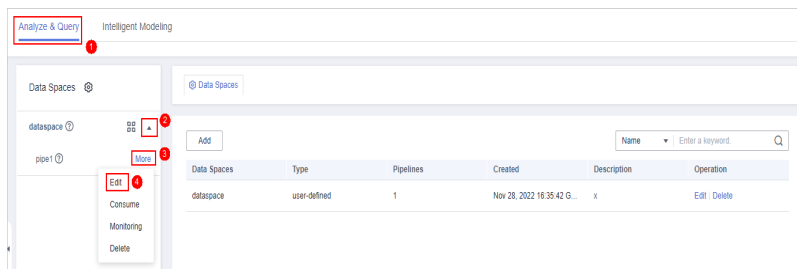 Analyze & Query Intelligent Modeling
1
Data Spaces
Data Spaces
dataspace 2
pipe1 More 3
Edit 4
Consume
Monitoring
Delete
Add Name Enter a keyword.
Data Spaces Type Pipelines Created Description Operation
dataspace user-defined 1 Nov 28, 2022 16:35:42 G... x Edit | Delete